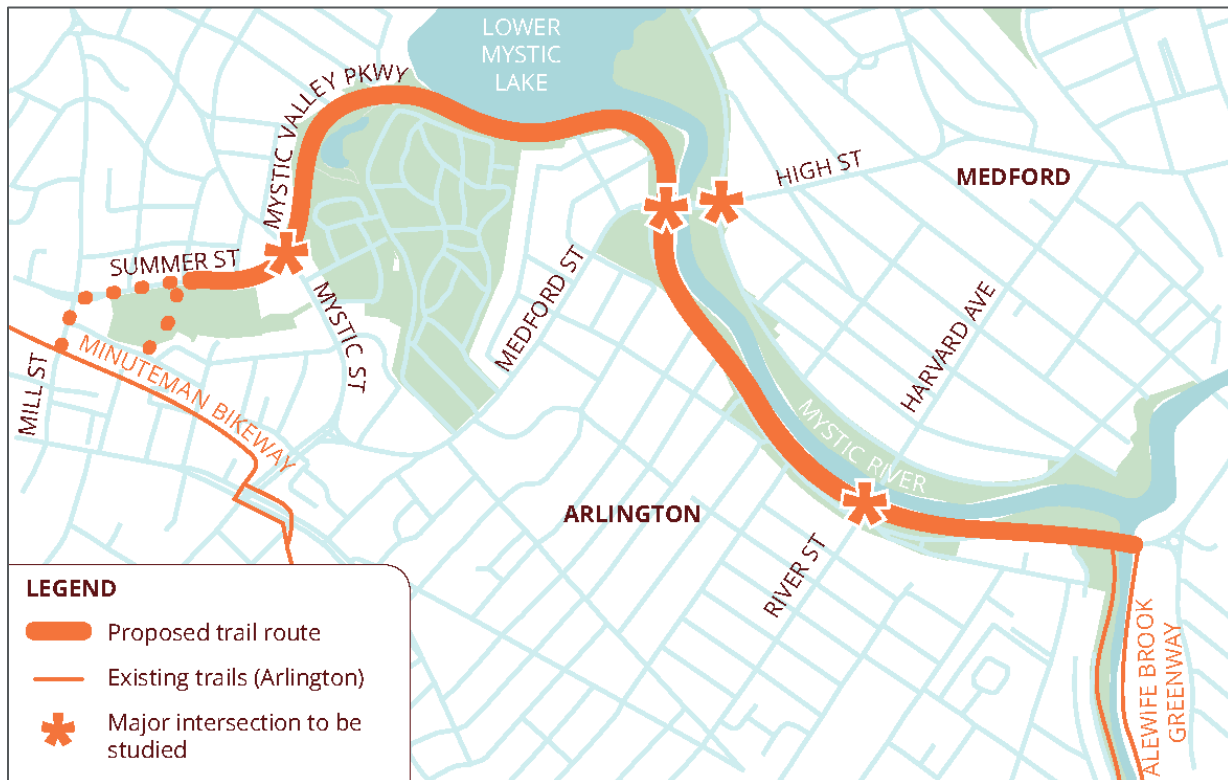 LOWER
MYSTIC
LAKE
MYSTIC VALLEY PKWY
HIGH ST
MEDFORD
SUMMER ST
MEDFORD ST
MYSTIC ST
HARVARD AVE
MILL ST
MINUTEMAN BIKEWAY
MYSTIC RIVER
ARLINGTON
RIVER ST
ALEWIFE BROOK
GREENWAY
LEGEND
Proposed trail route
Existing trails (Arlington)
Major intersection to be
studied